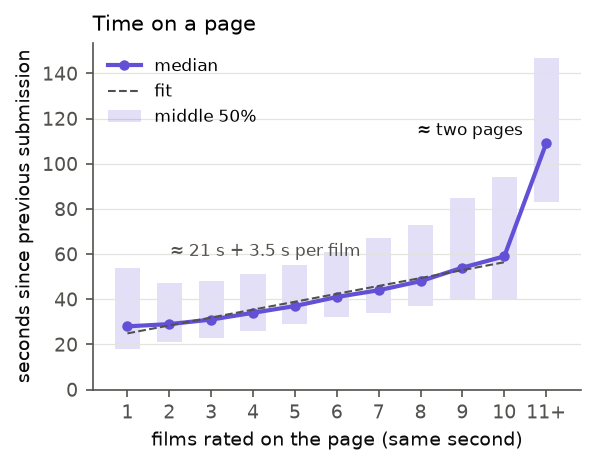 Time on a page
seconds since previous submission
140
120
100
80
60
40
20
0
median
fit
middle 50%
≈ two pages
≈ 21 s + 3.5 s per film
1 2 3 4 5 6 7 8 9 10 11+
films rated on the page (same second)